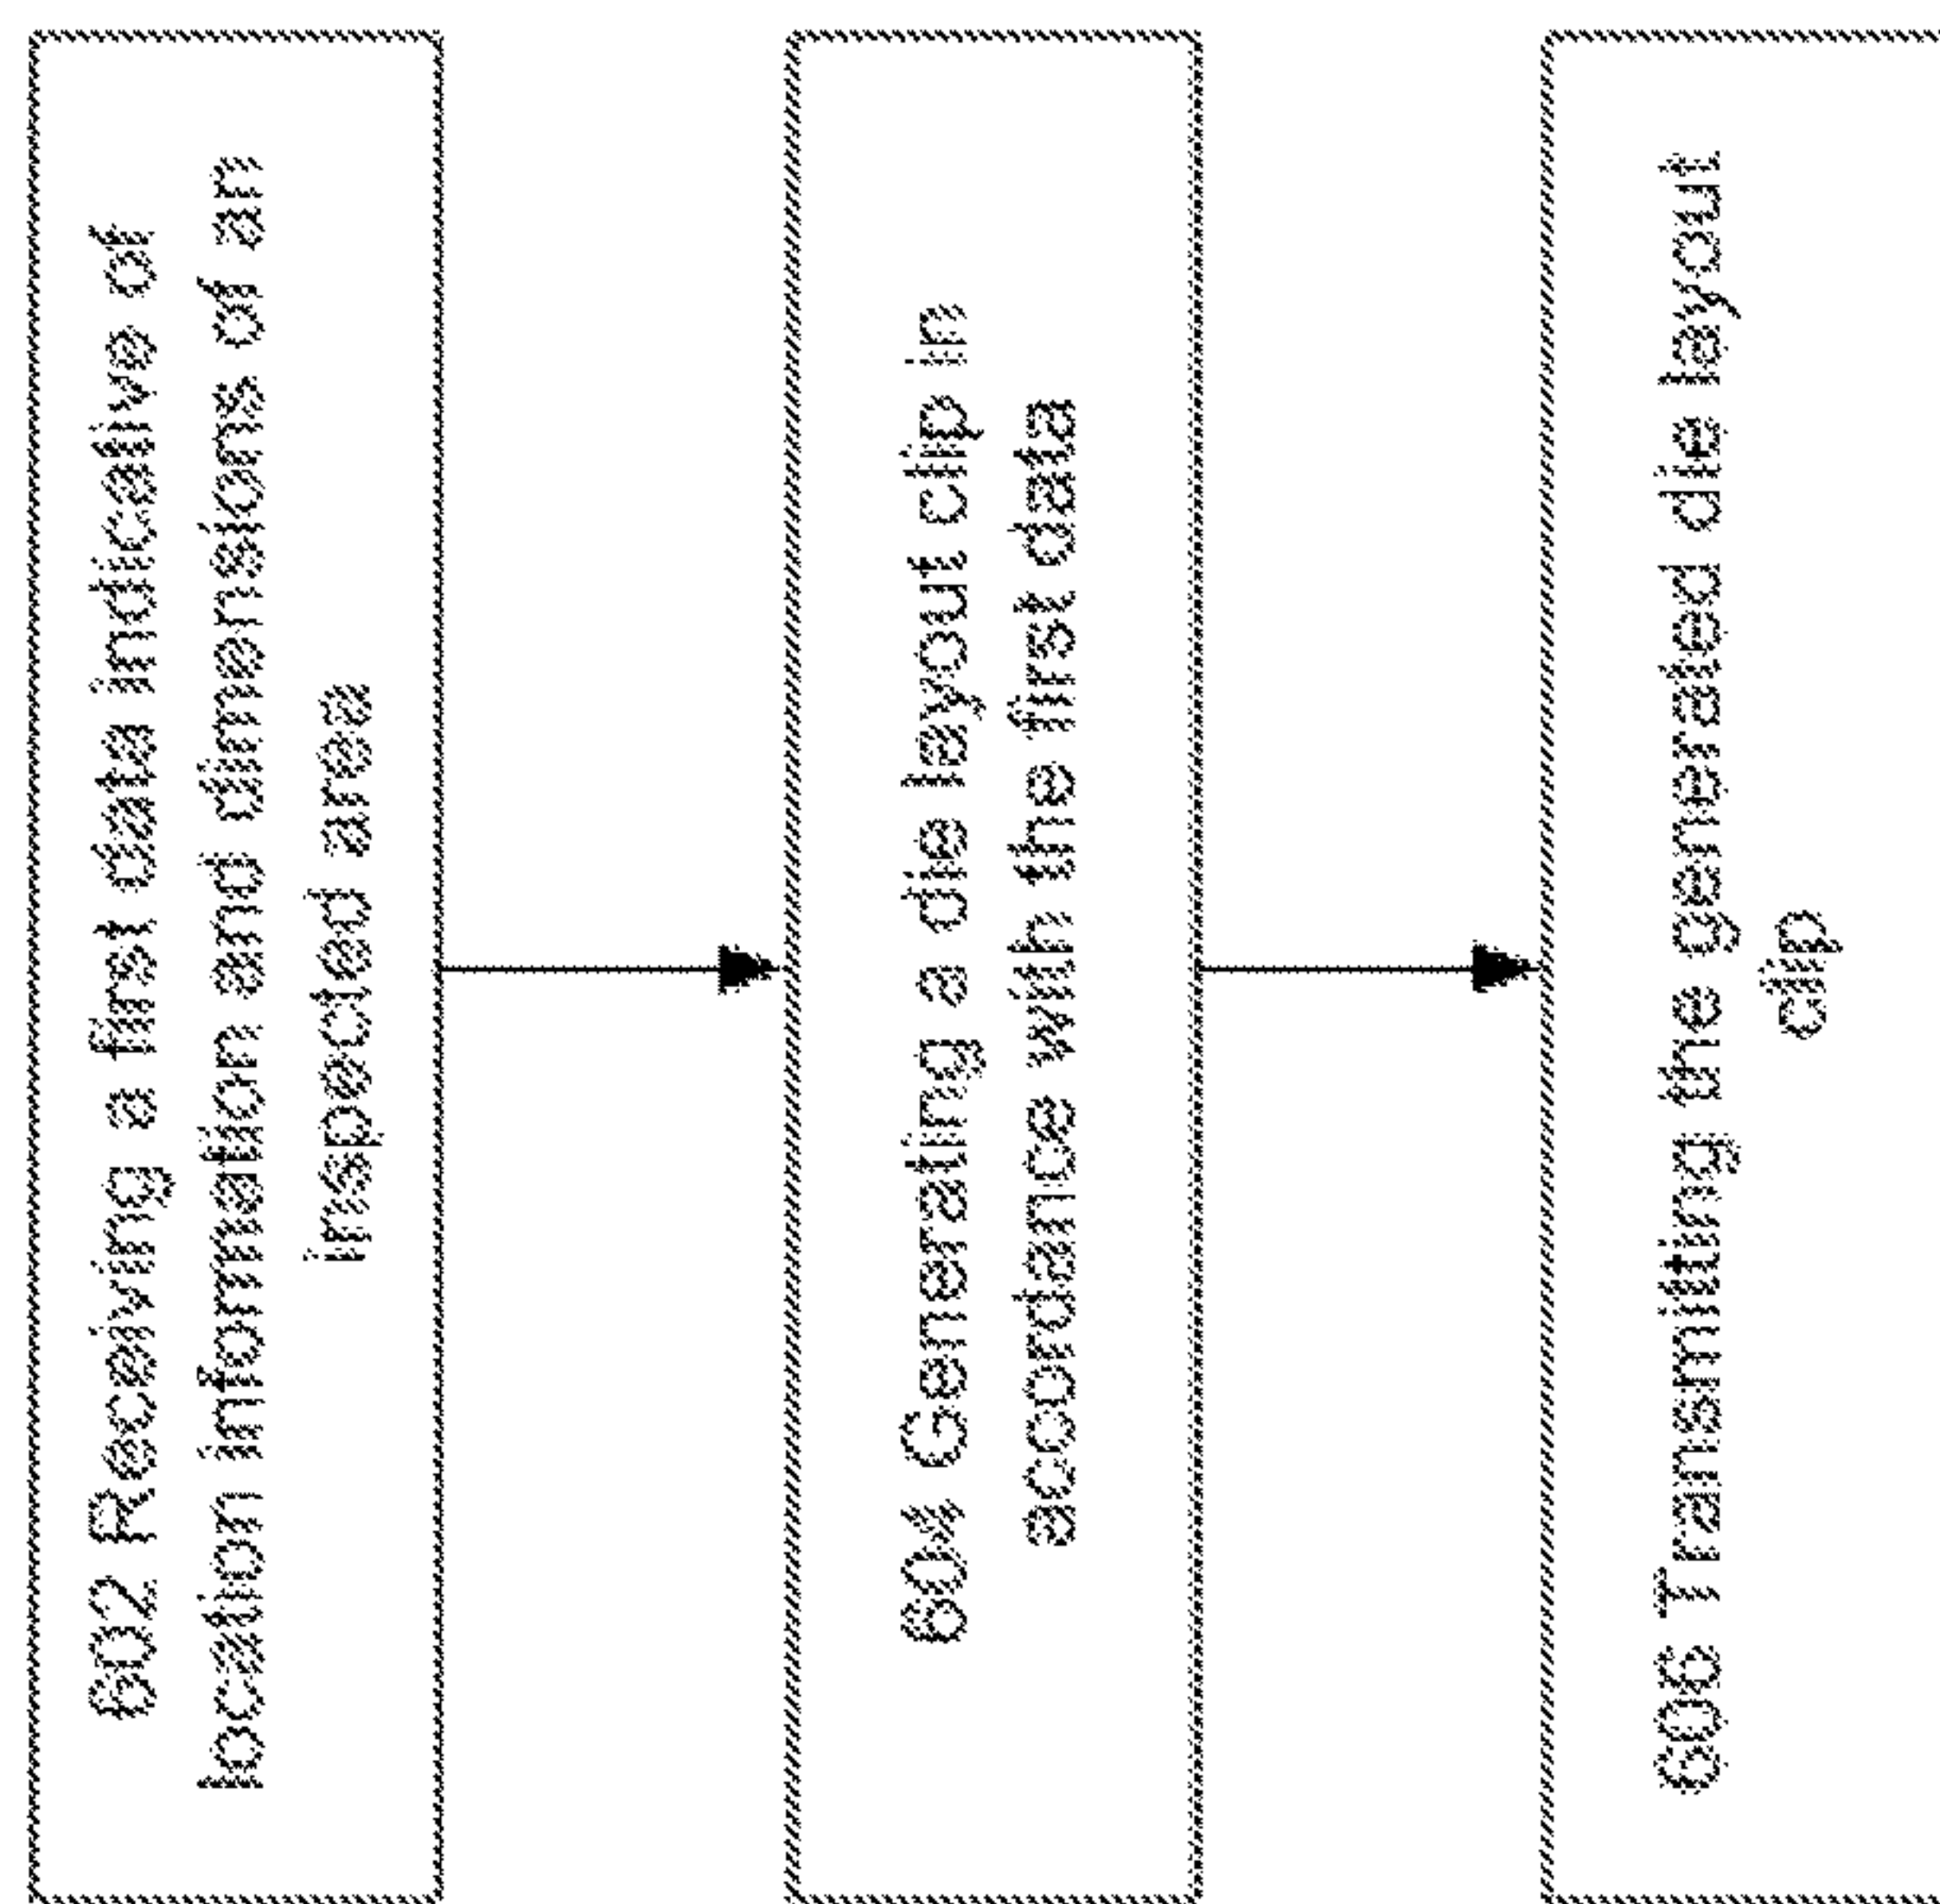 602 Receiving a first data indicative of
location information and dimensions of an
inspected area
604 Generating a die layout clip in
accordance with the first data
606 Transmitting the generated die layout
clip